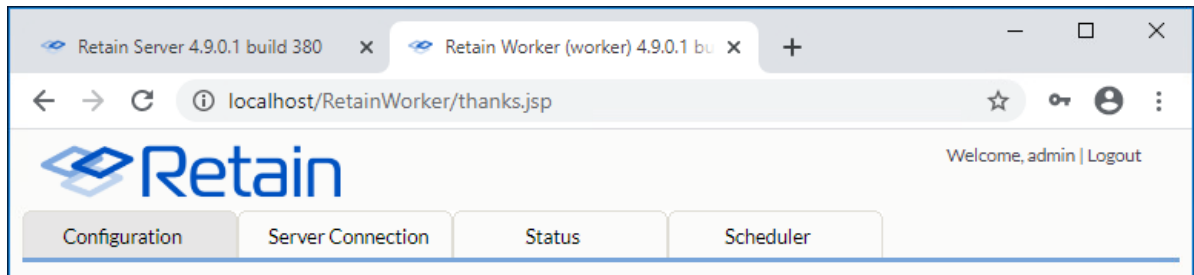 Retain Server 4.9.0.1 build 380
Retain Worker (worker) 4.9.0.1 bu
localhost/RetainWorker/thanks.jsp
Retain
Welcome, admin | Logout
Configuration
Server Connection
Status
Scheduler